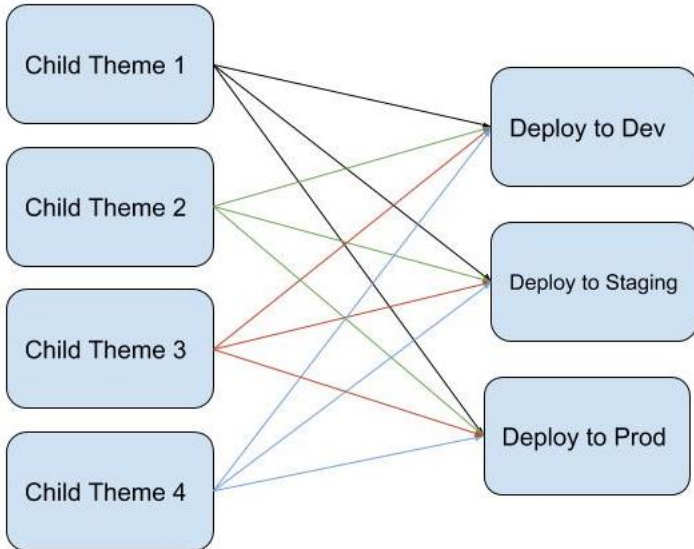 Child Theme 1
Child Theme 2
Child Theme 3
Child Theme 4
Deploy to Dev
Deploy to Staging
Deploy to Prod